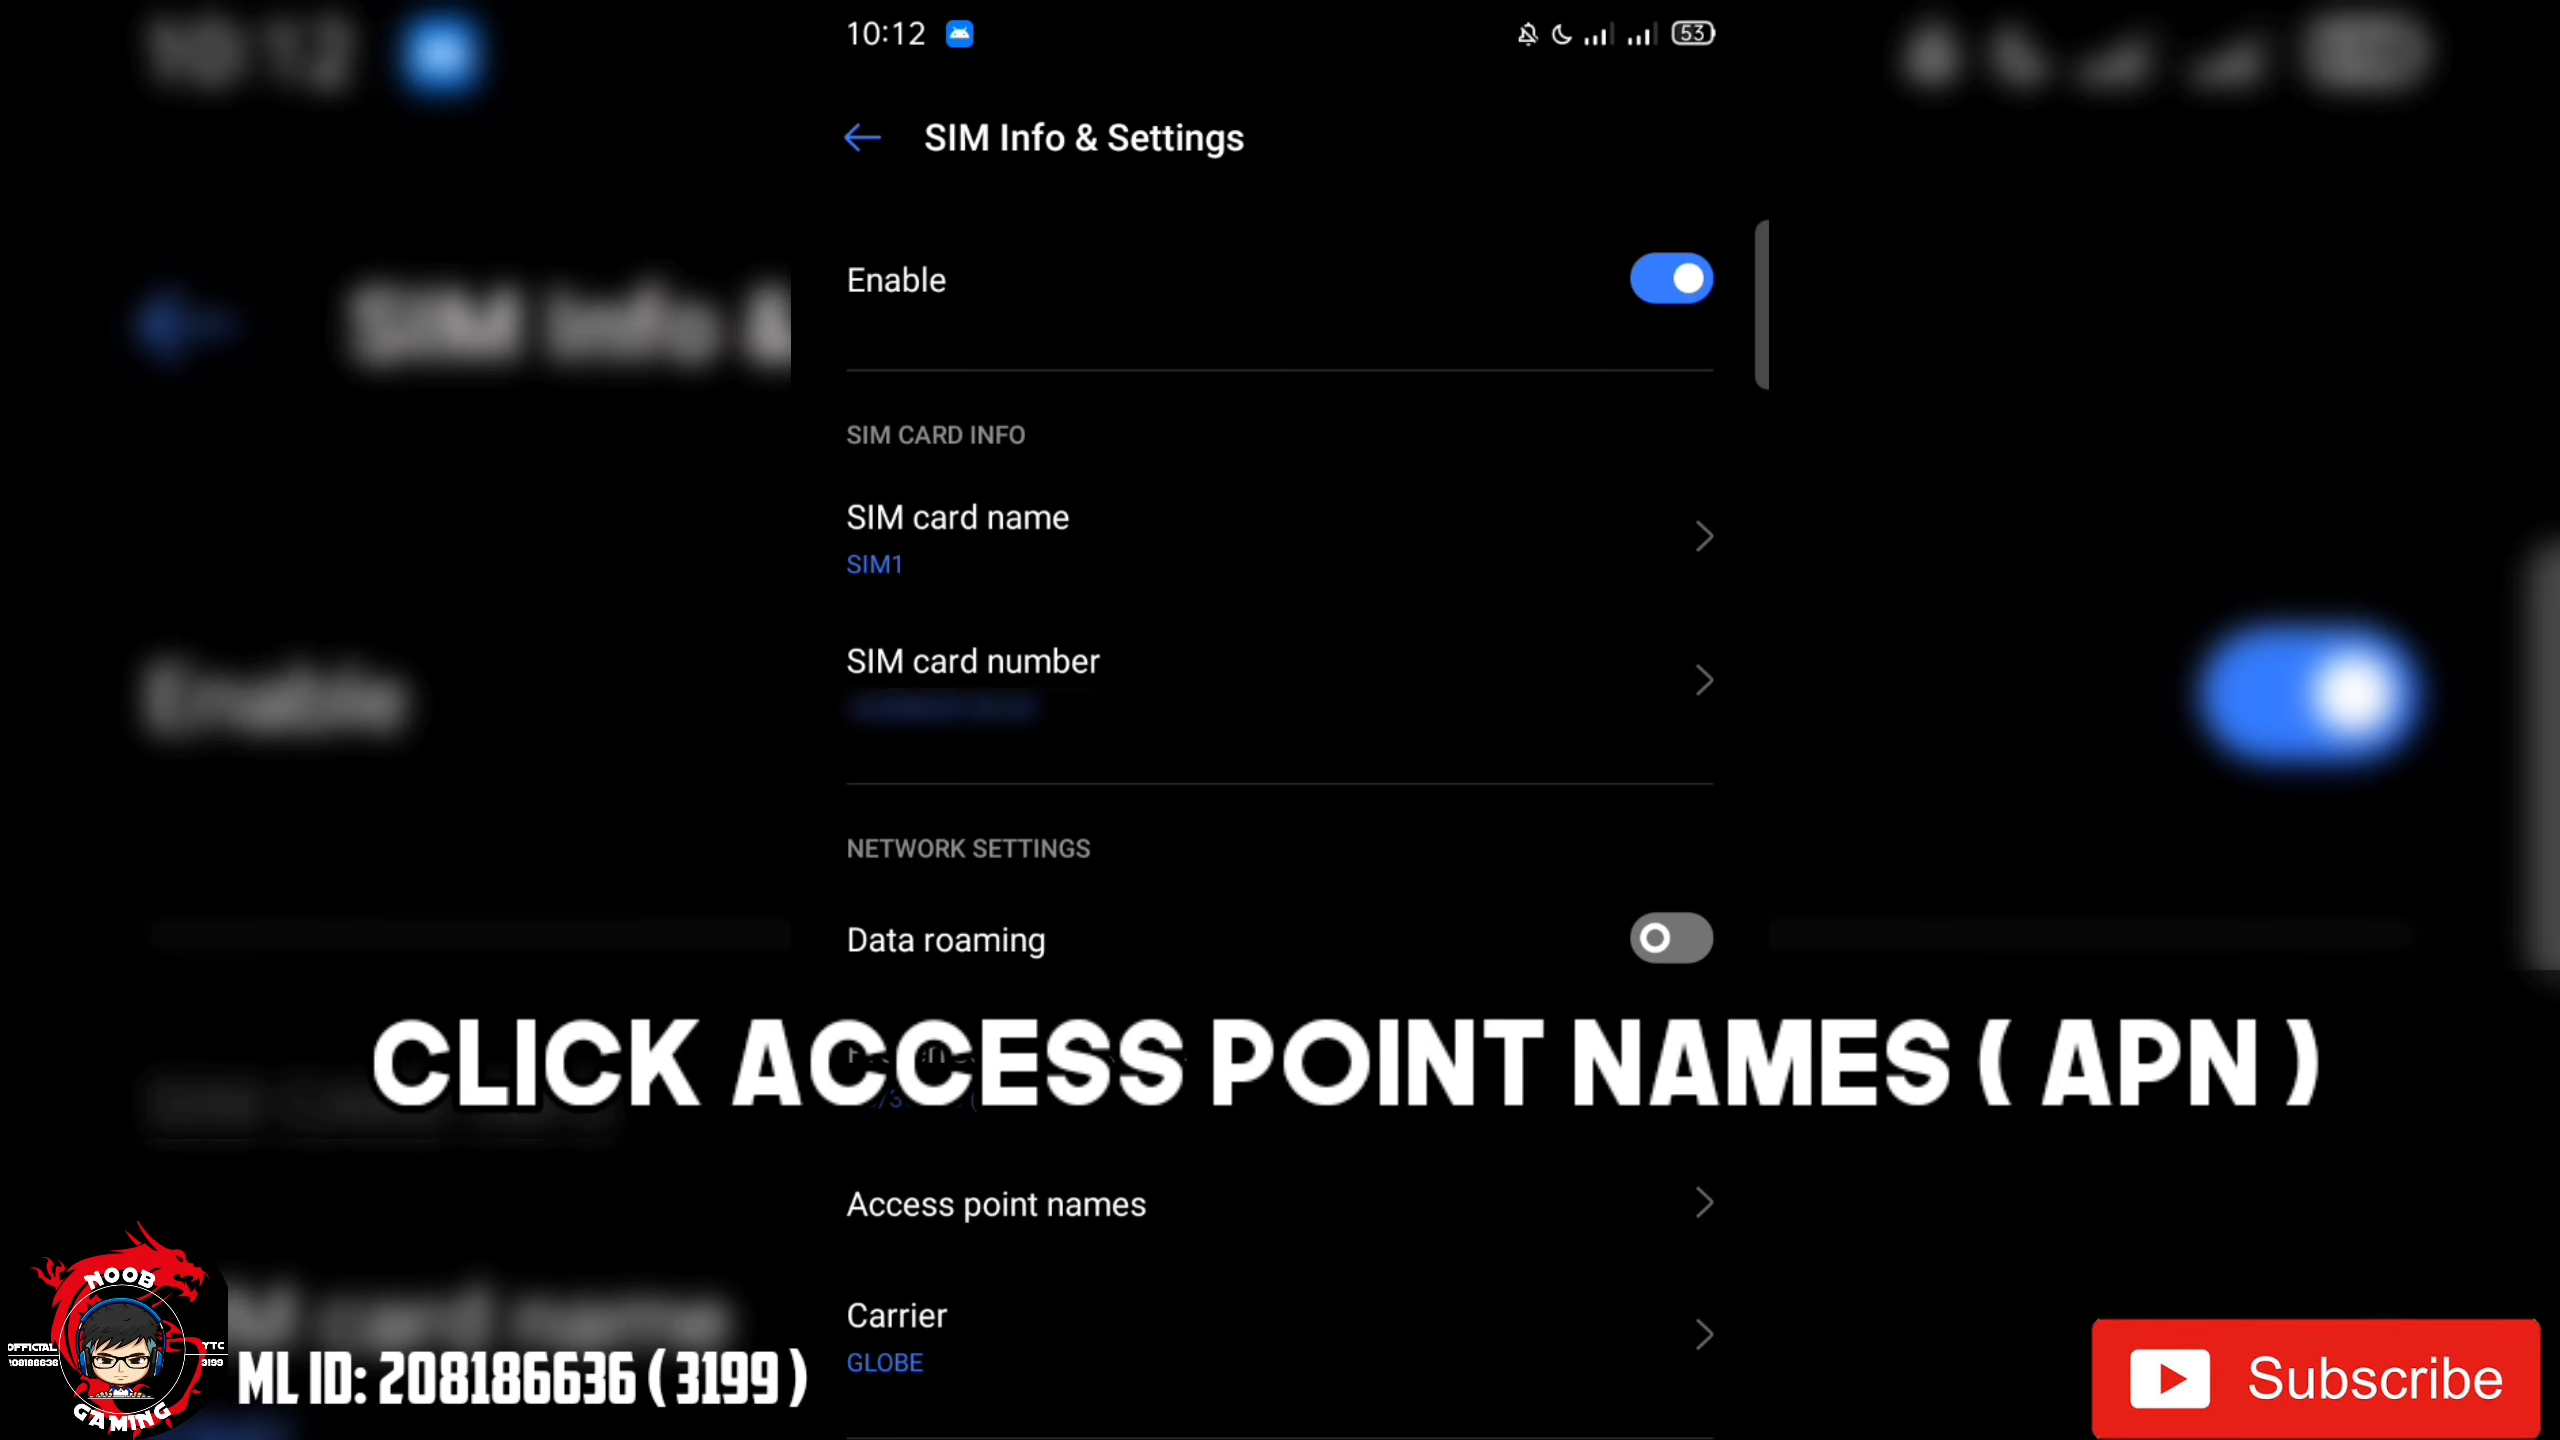 10:12
53
SIM Info & Settings
Enable
SIM CARD INFO
SIM card name
SIM1
SIM card number
NETWORK SETTINGS
Data roaming
CLICK ACCESS POINT NAMES ( APN )
Access point names
Carrier
GLOBE
NOOB
OFFICIAL
YTC
208186636
3199
GAMING
ML ID: 208186636 ( 3199 )
Subscribe